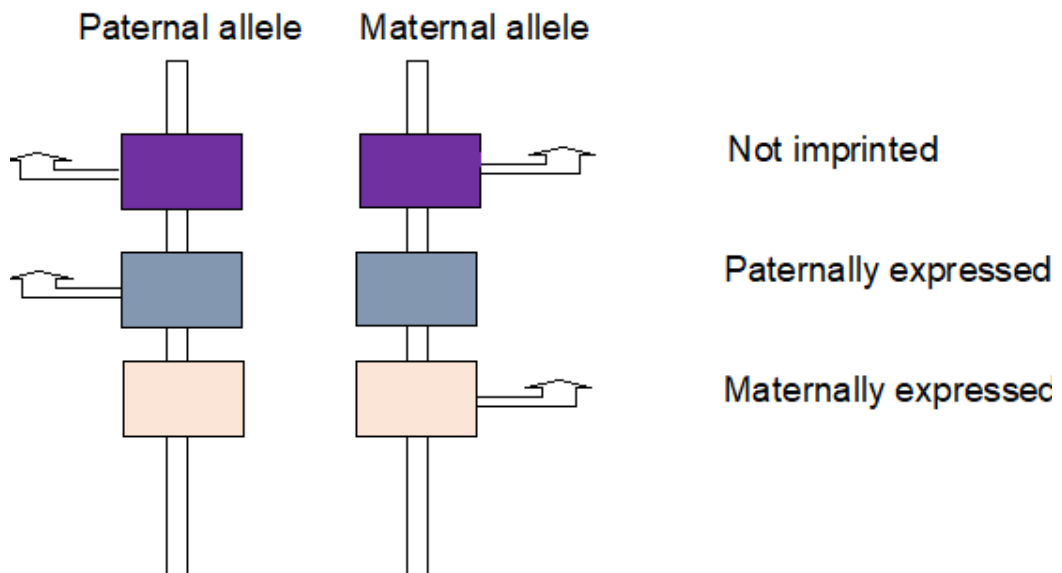 Paternal allele Maternal allele
Not imprinted
Paternally expressed
Maternally expressed